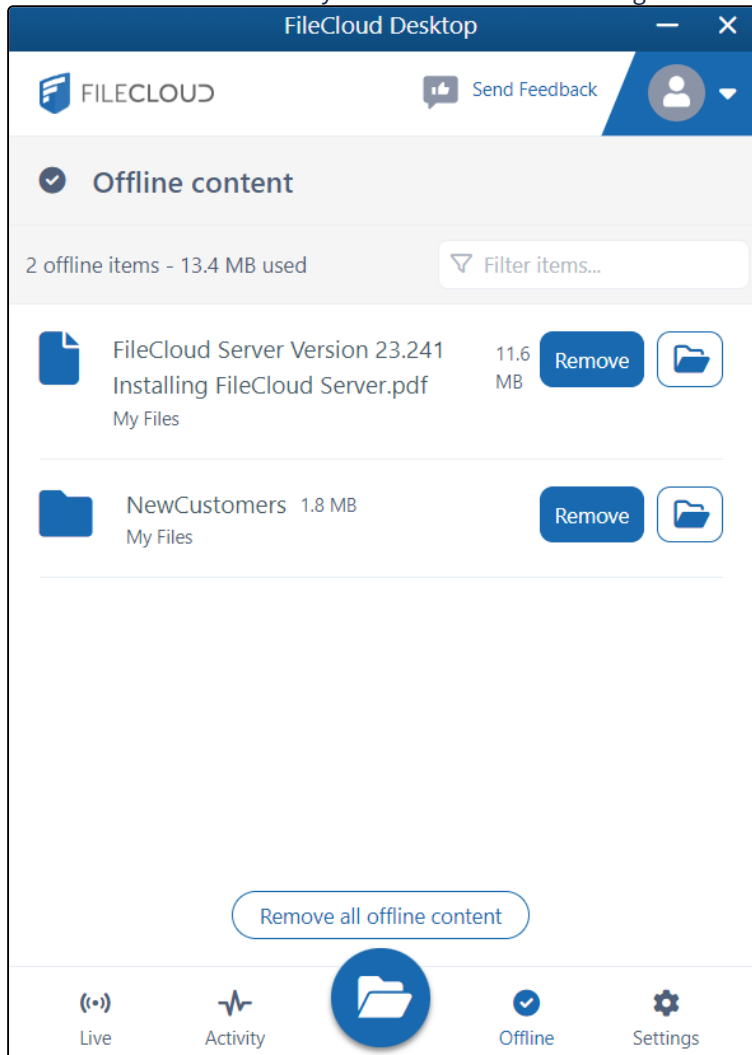 FileCloud Desktop
FILECLOUD
Send Feedback
Offline content
2 offline items - 13.4 MB used
Filter items...
FileCloud Server Version 23.241
Installing FileCloud Server.pdf
11.6
MB
Remove
My Files
NewCustomers 1.8 MB
Remove
My Files
Remove all offline content
Live
Activity
Offline
Settings